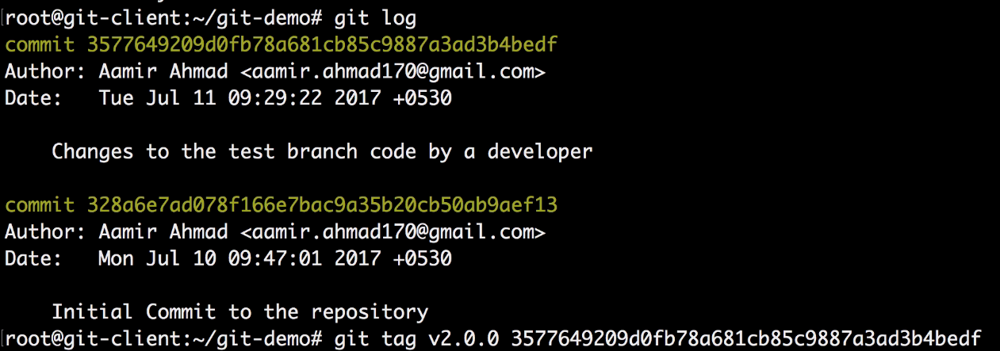 root@git-client:~/git-demo# git log
commit 3577649209d0fb78a681cb85c9887a3ad3b4bedf
Author: Aamir Ahmad <aamir.ahmad170@gmail.com>
Date:   Tue Jul 11 09:29:22 2017 +0530
    Changes to the test branch code by a developer
commit 328a6e7ad078f166e7bac9a35b20cb50ab9aef13
Author: Aamir Ahmad <aamir.ahmad170@gmail.com>
Date:   Mon Jul 10 09:47:01 2017 +0530
    Initial Commit to the repository
root@git-client:~/git-demo# git tag v2.0.0 3577649209d0fb78a681cb85c9887a3ad3b4bedf